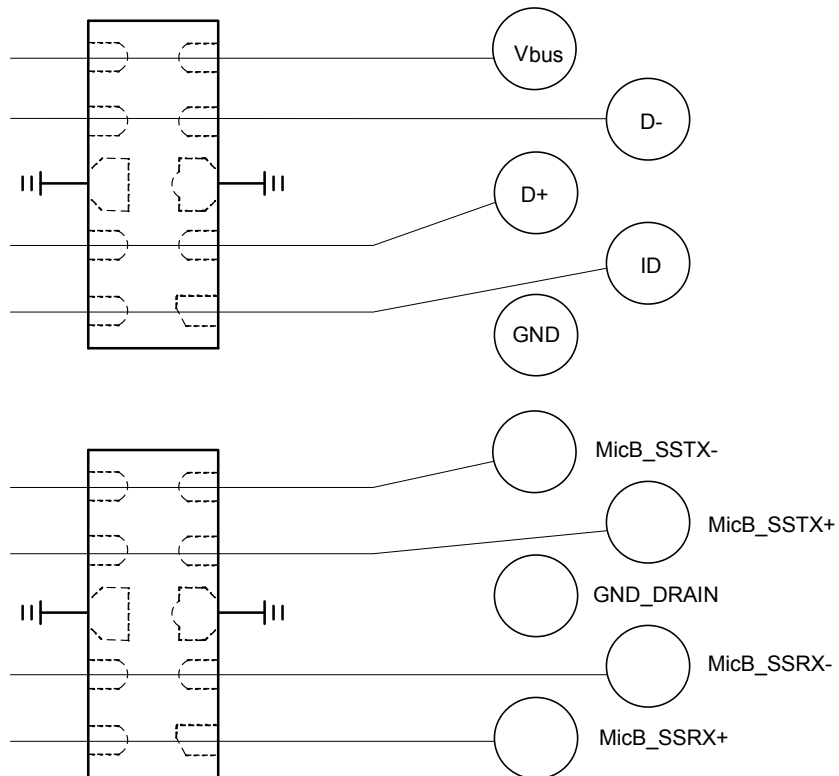 Vbus
D-
D+
ID
GND
MicB_SSTX-
MicB_SSTX+
GND_DRAIN
MicB_SSRX-
MicB_SSRX+